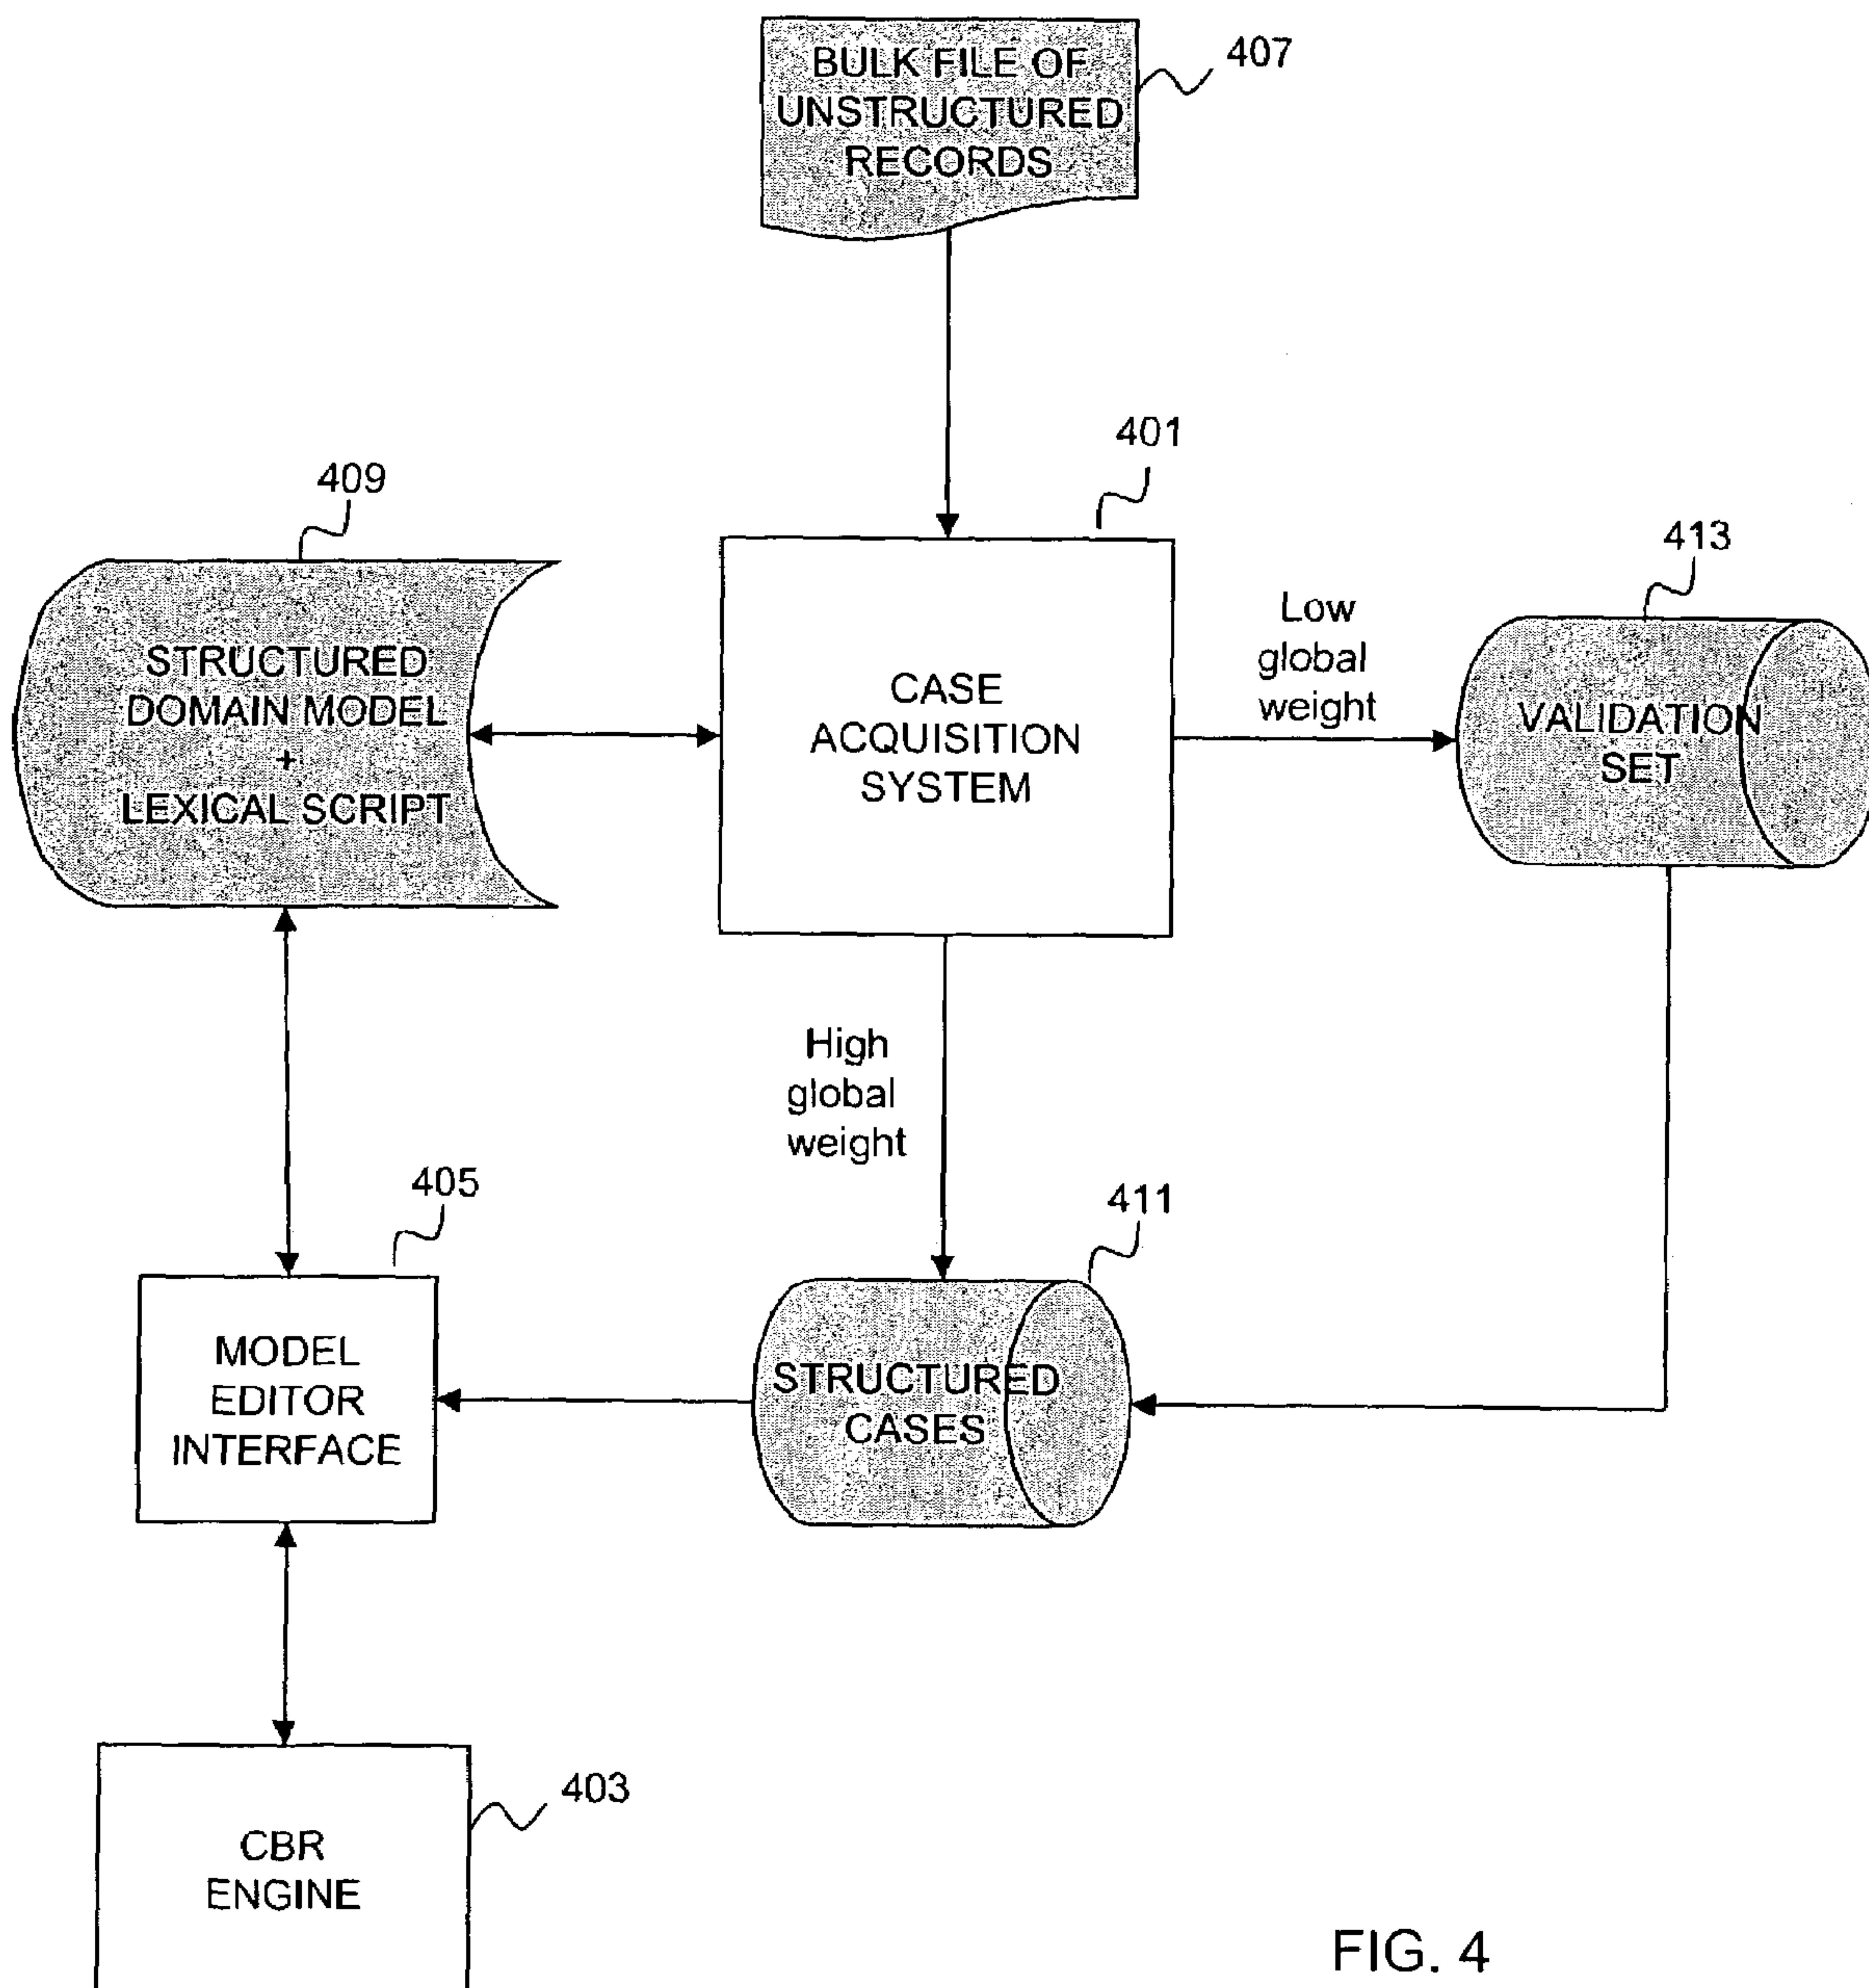 BULK FILE OF
UNSTRUCTURED
RECORDS
407
401
409
413
STRUCTURED
DOMAIN MODEL
+
LEXICAL SCRIPT
CASE
ACQUISITION
SYSTEM
Low
global
weight
VALIDATION
SET
High
global
weight
405
411
MODEL
EDITOR
INTERFACE
STRUCTURED
CASES
403
CBR
ENGINE
FIG. 4